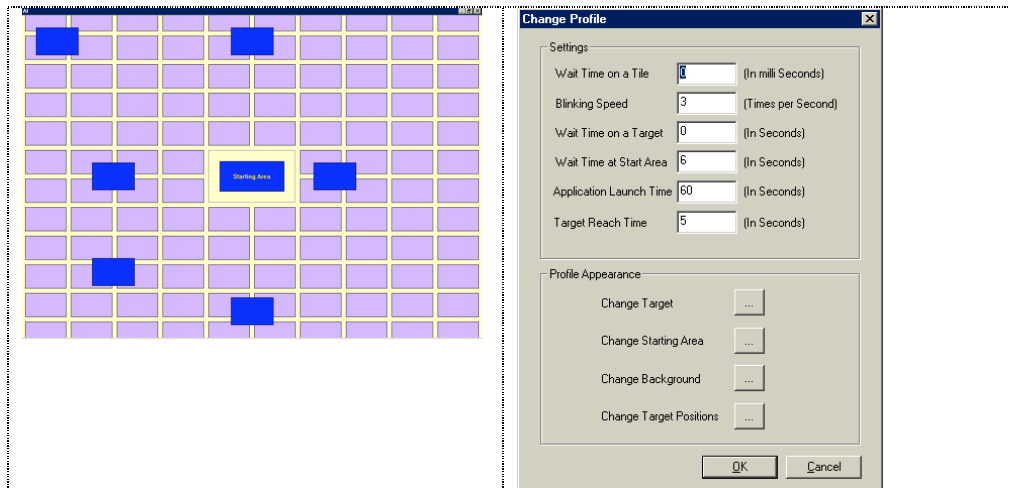 Starting Area
Change Profile
Settings
Wait Time on a Tile 0 (In milli Seconds)
Blinking Speed 3 (Times per Second)
Wait Time on a Target 0 (In Seconds)
Wait Time at Start Area 6 (In Seconds)
Application Launch Time 60 (In Seconds)
Target Reach Time 5 (In Seconds)
Profile Appearance
Change Target ...
Change Starting Area ...
Change Background ...
Change Target Positions ...
OK Cancel